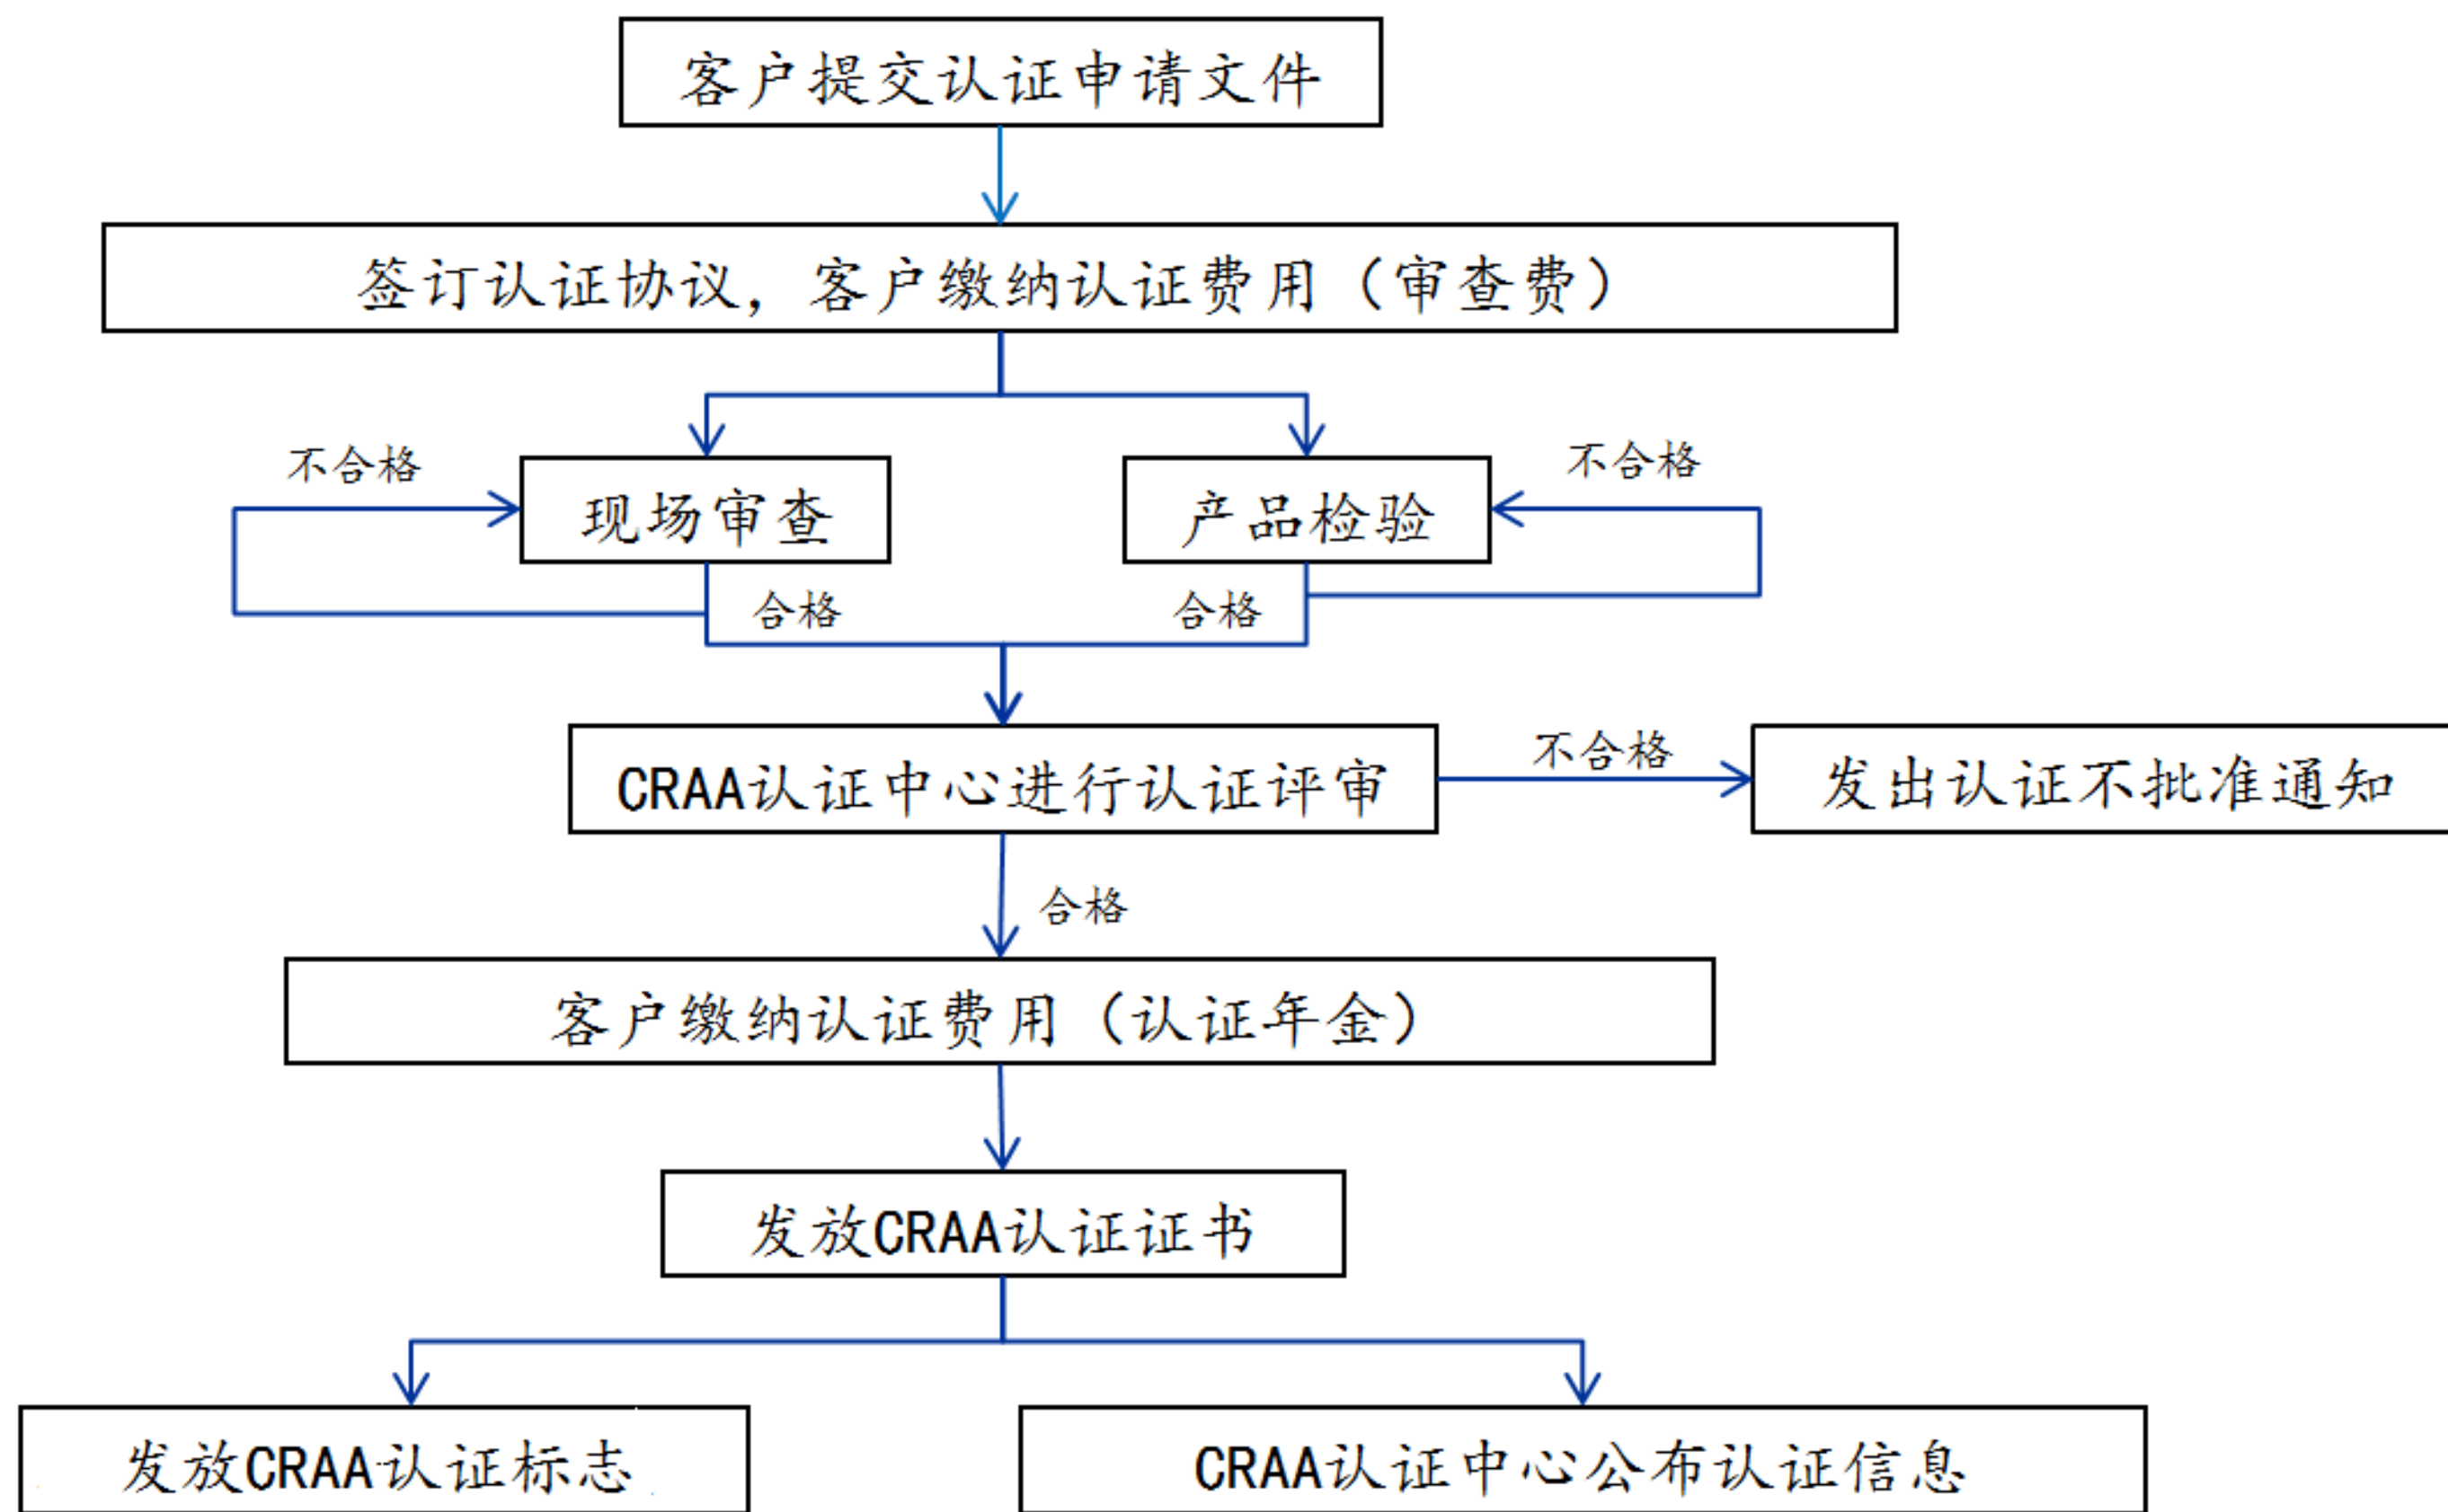 客户提交认证申请文件
签订认证协议，客户缴纳认证费用（审查费）
不合格
不合格
现场审查
产品检验
合格
合格
CRAA认证中心进行认证评审
不合格
发出认证不批准通知
合格
客户缴纳认证费用（认证年金）
发放CRAA认证证书
发放CRAA认证标志
CRAA认证中心公布认证信息